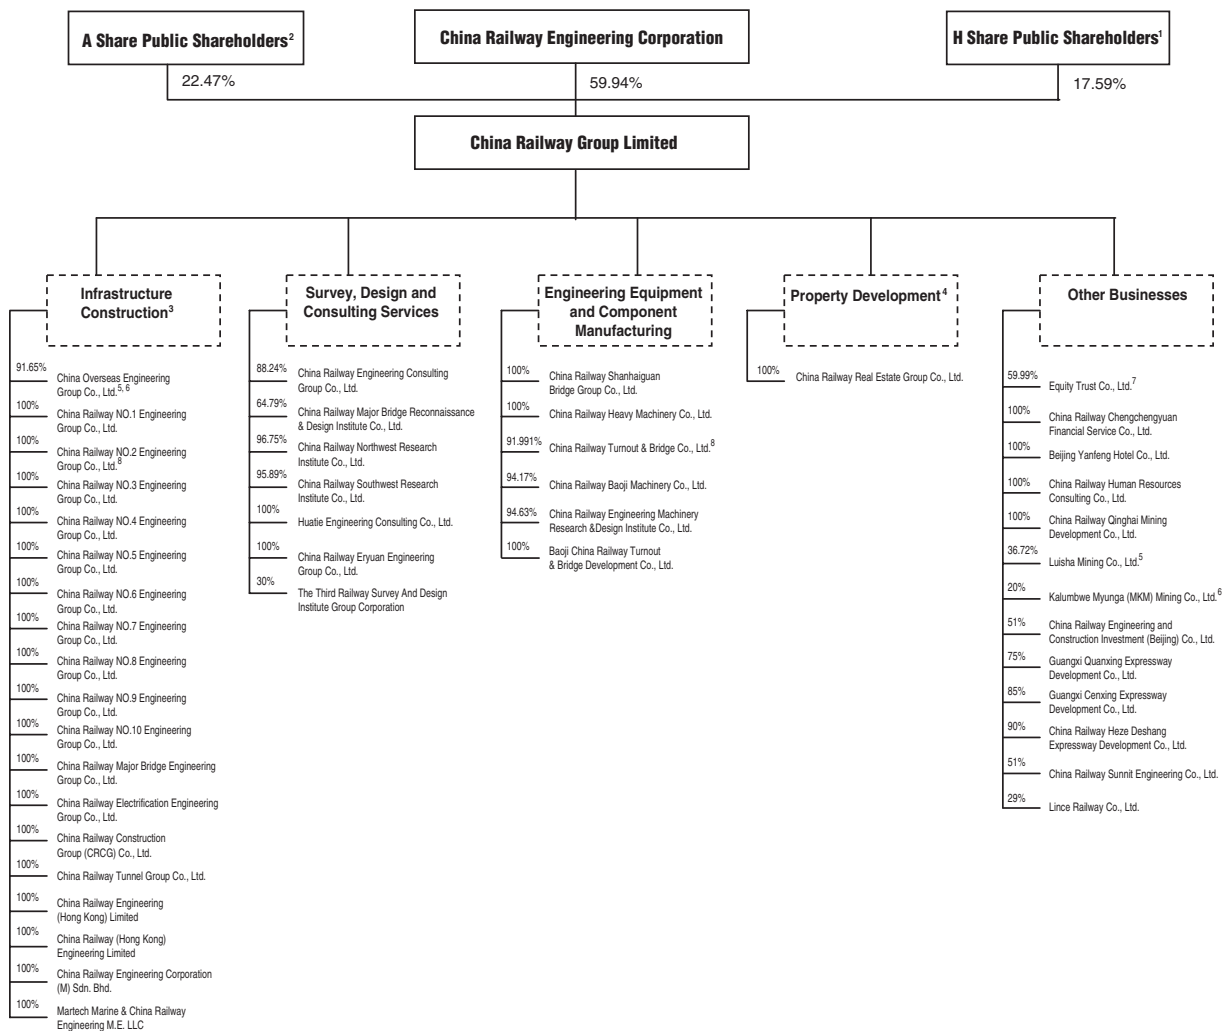 A Share Public Shareholders2
China Railway Engineering Corporation
H Share Public Shareholders1
22.47%
59.94%
17.59%
China Railway Group Limited
Infrastructure
Construction3
91.65%
China Overseas Engineering
Group Co., Ltd.5, 6
100%
China Railway NO.1 Engineering
Group Co., Ltd.
100%
China Railway NO.2 Engineering
Group Co., Ltd.8
100%
China Railway NO.3 Engineering
Group Co., Ltd.
100%
China Railway NO.4 Engineering
Group Co., Ltd.
100%
China Railway NO.5 Engineering
Group Co., Ltd.
100%
China Railway NO.6 Engineering
Group Co., Ltd.
100%
China Railway NO.7 Engineering
Group Co., Ltd.
100%
China Railway NO.8 Engineering
Group Co., Ltd.
100%
China Railway NO.9 Engineering
Group Co., Ltd.
100%
China Railway NO.10 Engineering
Group Co., Ltd.
100%
China Railway Major Bridge Engineering
Group Co., Ltd.
100%
China Railway Electrification Engineering
Group Co., Ltd.
100%
China Railway Construction
Group (CRCG) Co., Ltd.
100%
China Railway Tunnel Group Co., Ltd.
100%
China Railway Engineering
(Hong Kong) Limited
100%
China Railway (Hong Kong)
Engineering Limited
100%
China Railway Engineering Corporation
(M) Sdn. Bhd.
100%
Martech Marine & China Railway
Engineering M.E. LLC
Survey, Design and
Consulting Services
88.24%
China Railway Engineering Consulting
Group Co., Ltd.
64.79%
China Railway Major Bridge Reconnaissance
& Design Institute Co., Ltd.
96.75%
China Railway Northwest Research
Institute Co., Ltd.
95.89%
China Railway Southwest Research
Institute Co., Ltd.
100%
Huatie Engineering Consulting Co., Ltd.
100%
China Railway Eryuan Engineering
Group Co., Ltd.
30%
The Third Railway Survey And Design
Institute Group Corporation
Engineering Equipment
and Component
Manufacturing
100%
China Railway Shanhaiguan
Bridge Group Co., Ltd.
100%
China Railway Heavy Machinery Co., Ltd.
91.991%
China Railway Turnout & Bridge Co., Ltd.8
94.17%
China Railway Baoji Machinery Co., Ltd.
94.63%
China Railway Engineering Machinery
Research &Design Institute Co., Ltd.
100%
Baoji China Railway Turnout
& Bridge Development Co., Ltd.
Property Development4
100%
China Railway Real Estate Group Co., Ltd.
Other Businesses
59.99%
Equity Trust Co., Ltd.7
100%
China Railway Chengchengyuan
Financial Service Co., Ltd.
100%
Beijing Yanfeng Hotel Co., Ltd.
100%
China Railway Human Resources
Consulting Co., Ltd.
100%
China Railway Qinghai Mining
Development Co., Ltd.
36.72%
Luisha Mining Co., Ltd.5
20%
Kalumbwe Myunga (MKM) Mining Co., Ltd.6
51%
China Railway Engineering and
Construction Investment (Beijing) Co., Ltd.
75%
Guangxi Quanxing Expressway
Development Co., Ltd.
85%
Guangxi Cenxing Expressway
Development Co., Ltd.
90%
China Railway Heze Deshang
Expressway Development Co., Ltd.
51%
China Railway Sunnit Engineering Co., Ltd.
29%
Lince Railway Co., Ltd.